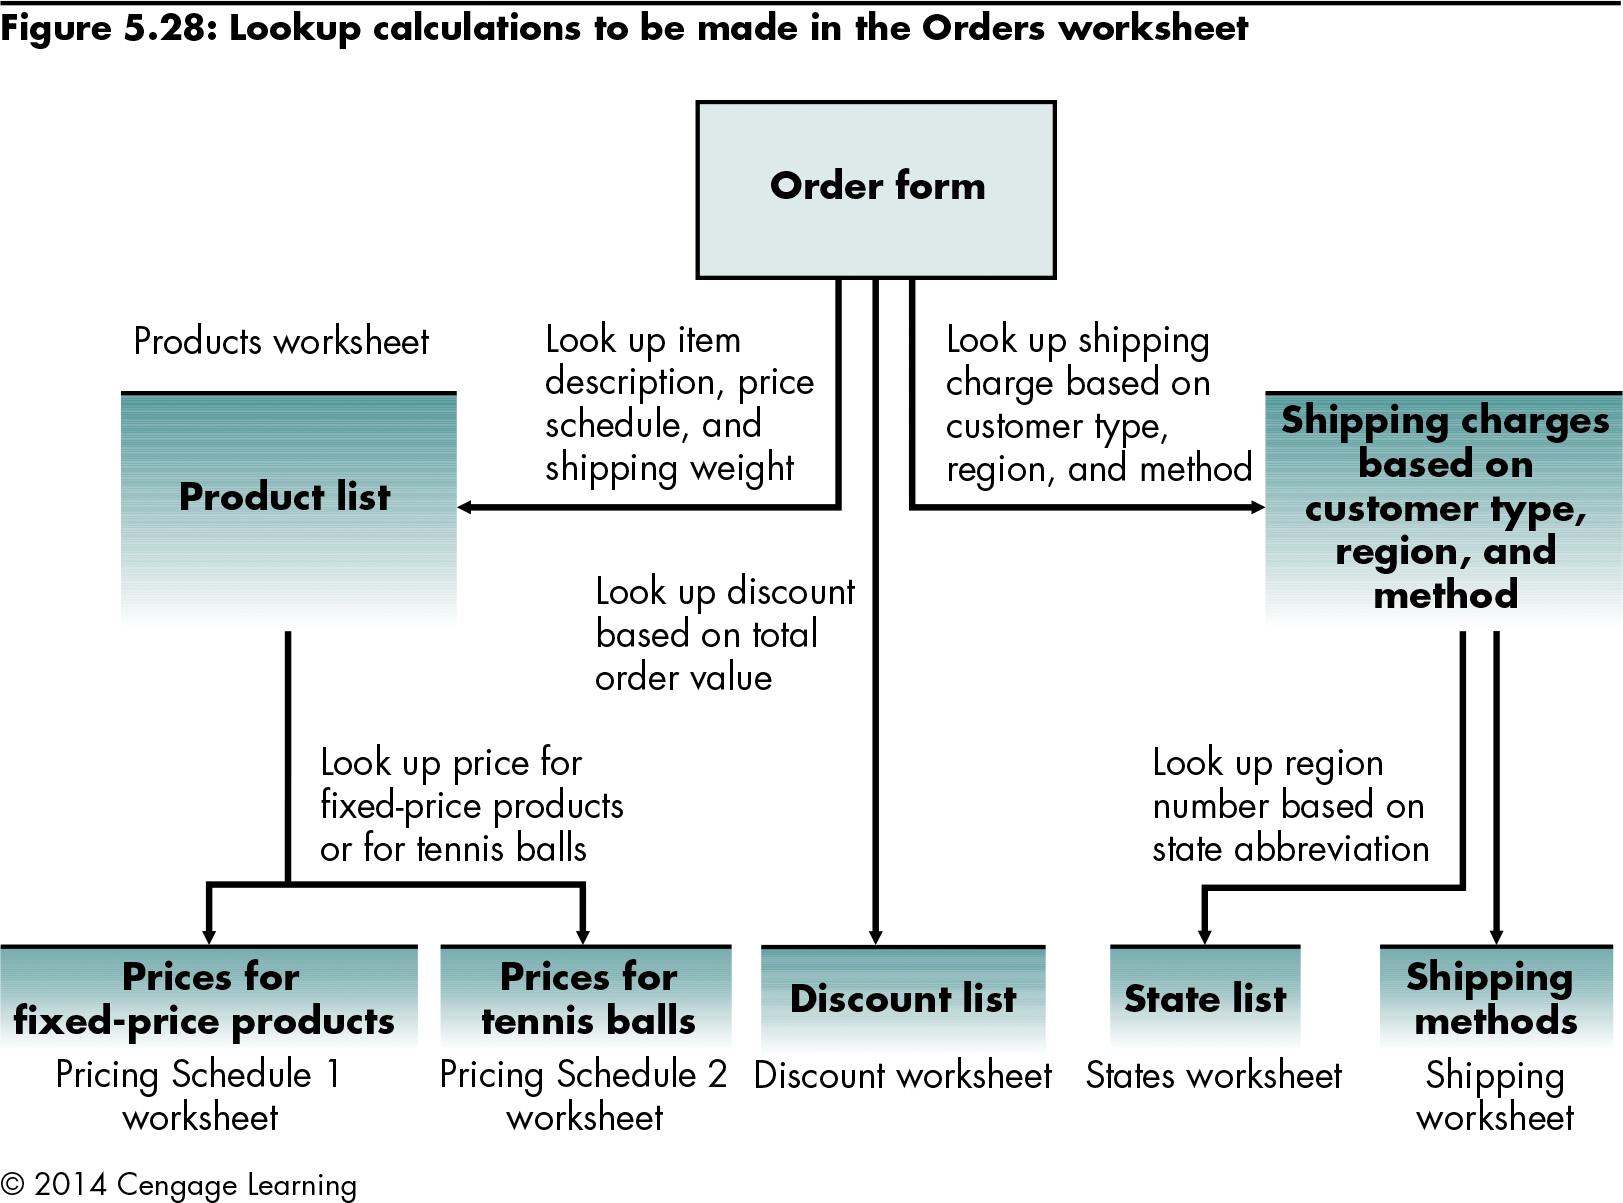 Figure 5.28: Lookup calculations to be made in the Orders worksheet
Order form
Products worksheet
Product list
Look up item
description, price
schedule, and
shipping weight
Look up shipping
charge based on
customer type,
region, and method
Shipping charges
based on
customer type,
region, and
method
Look up discount
based on total
order value
Look up price for
fixed-price products
or for tennis balls
Look up region
number based on
state abbreviation
Prices for
fixed-price products
Pricing Schedule 1
worksheet
Prices for
tennis balls
Pricing Schedule 2
worksheet
Discount list
Discount worksheet
State list
States worksheet
Shipping
methods
Shipping
worksheet
© 2014 Cengage Learning